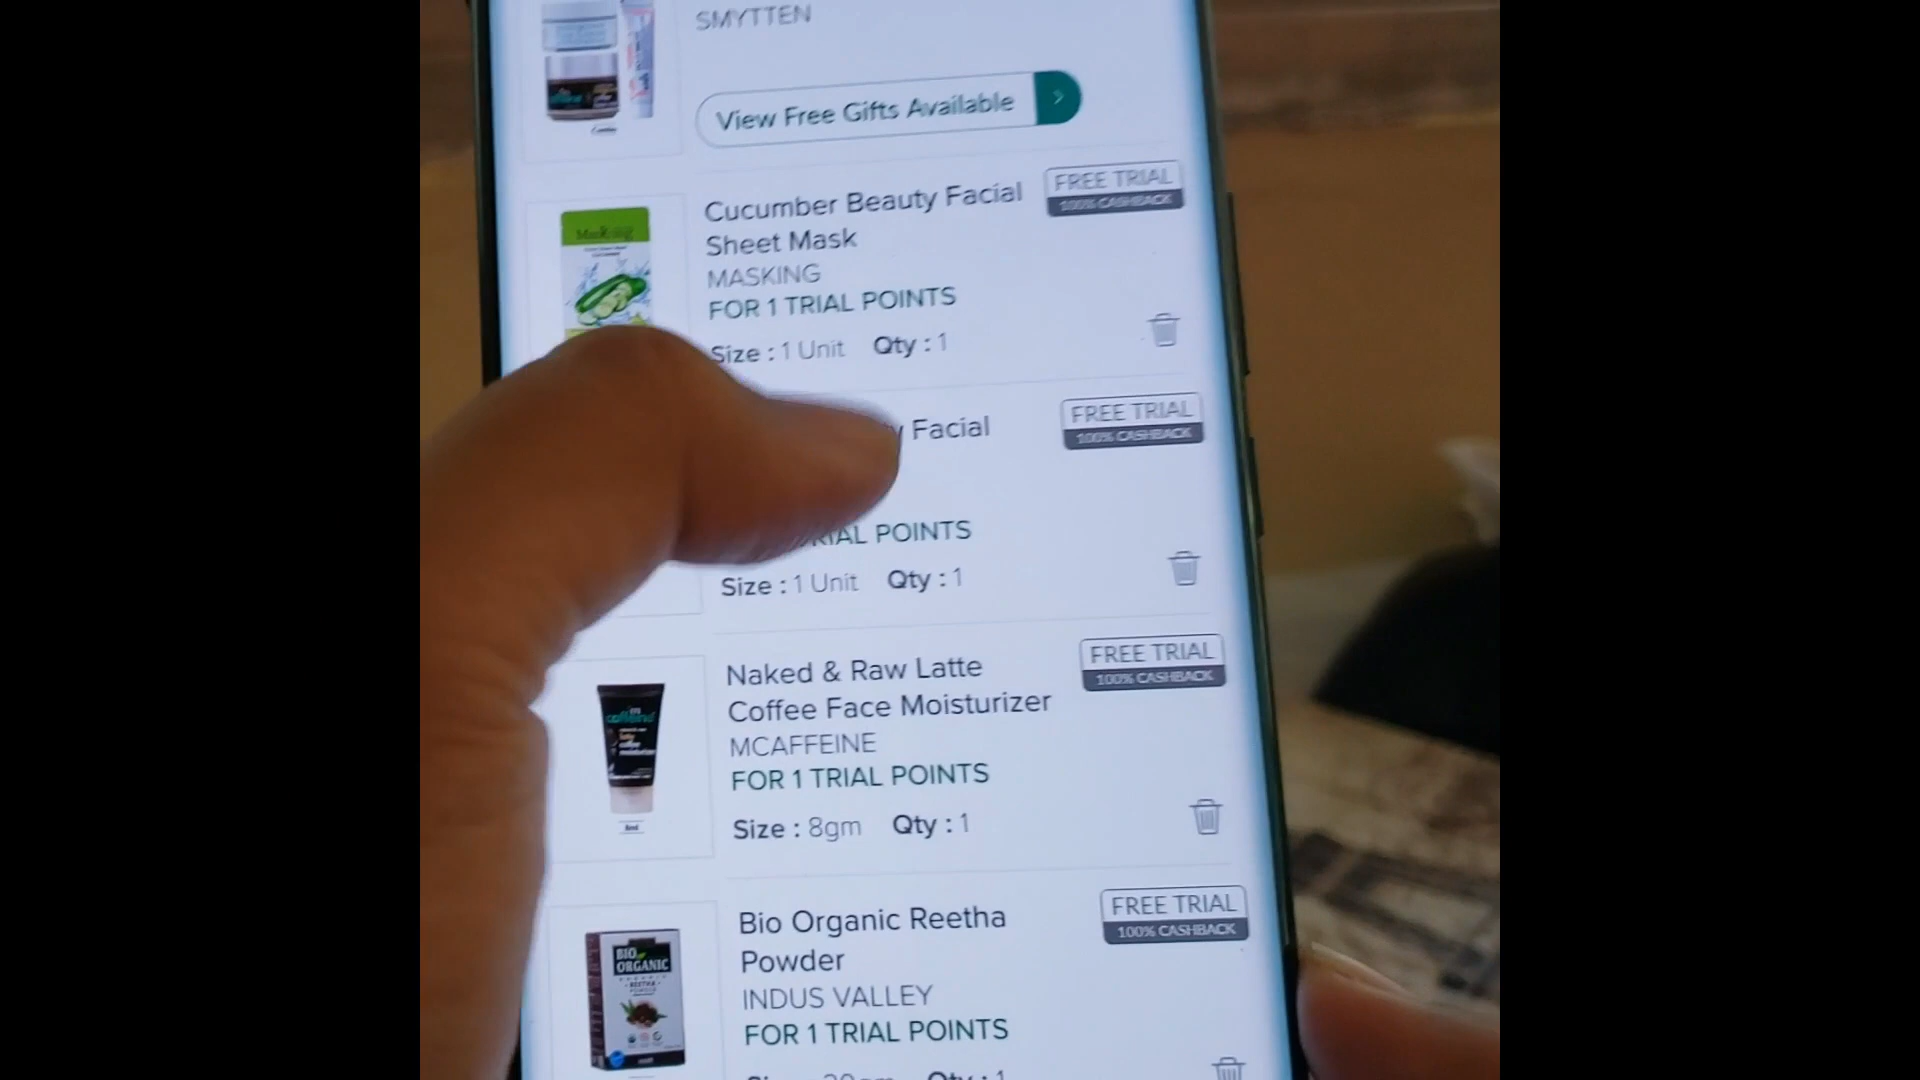 SMYTTEN
View Free Gifts Available
Cucumber Beauty Facial
Sheet Mask
MASKING
FOR 1 TRIAL POINTS
Size : 1 Unit Qty : 1
FREE TRIAL
100% CASHBACK
Facial
POINTS
Size : 1 Unit Qty : 1
FREE TRIAL
100% CASHBACK
Naked & Raw Latte
Coffee Face Moisturizer
MCAFFEINE
FOR 1 TRIAL POINTS
Size : 8gm Qty : 1
FREE TRIAL
100% CASHBACK
Bio Organic Reetha
Powder
INDUS VALLEY
FOR 1 TRIAL POINTS
Qty : 1
FREE TRIAL
100% CASHBACK
BIO
ORGANIC
REETHA